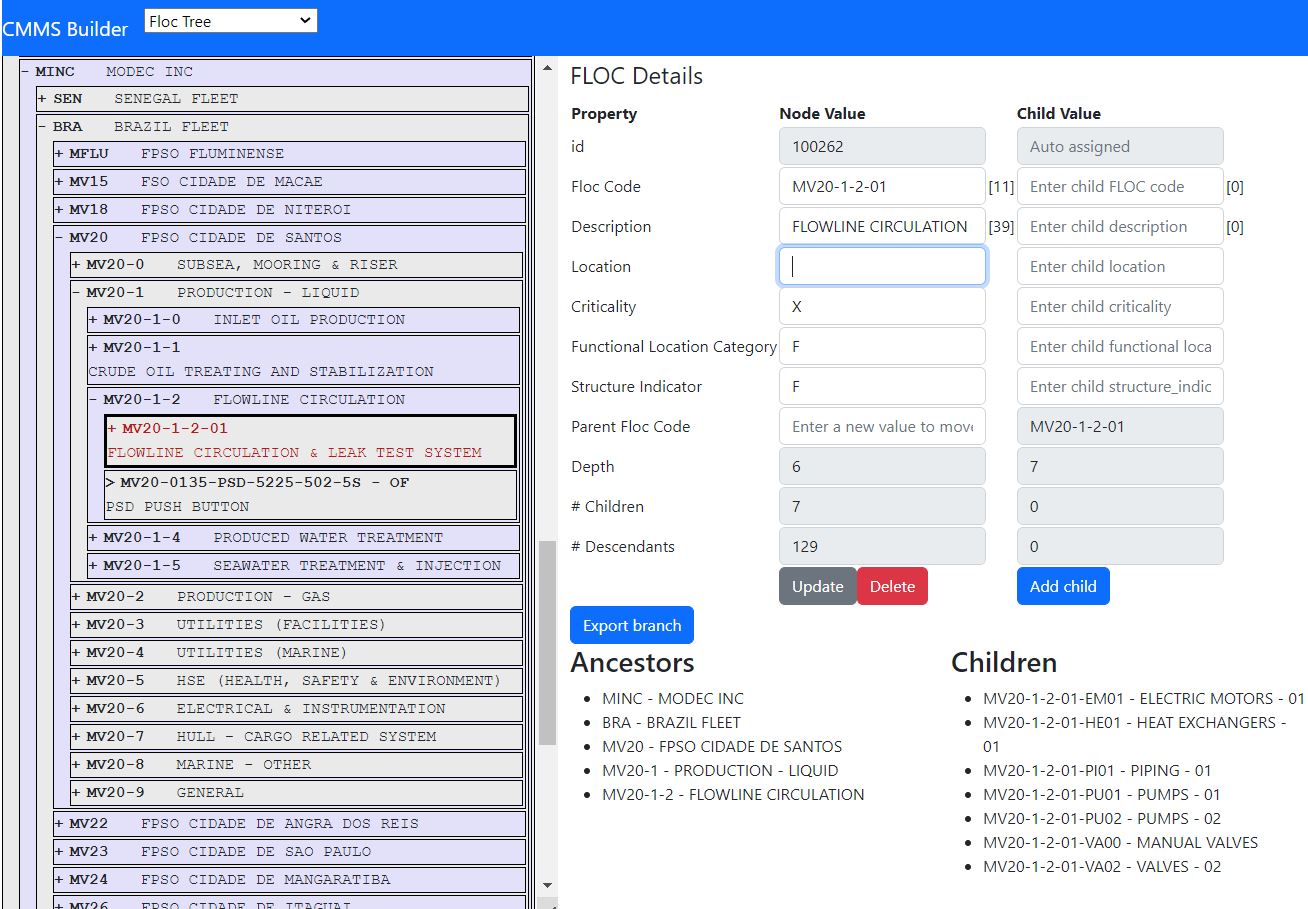 CMMS Builder Floc Tree
- MINC MODEC INC
+ SEN SENEGAL FLEET
- BRA BRAZIL FLEET
+ MFLU FPSO FLUMINENSE
+ MV15 FSO CIDADE DE MACAE
+ MV18 FPSO CIDADE DE NITEROI
- MV20 FPSO CIDADE DE SANTOS
+ MV20-0 SUBSEA, MOORING & RISER
- MV20-1 PRODUCTION - LIQUID
+ MV20-1-0 INLET OIL PRODUCTION
+ MV20-1-1
CRUDE OIL TREATING AND STABILIZATION
- MV20-1-2 FLOWLINE CIRCULATION
+ MV20-1-2-01
FLOWLINE CIRCULATION & LEAK TEST SYSTEM
> MV20-0135-PSD-5225-502-5S - OF
PSD PUSH BUTTON
+ MV20-1-4 PRODUCED WATER TREATMENT
+ MV20-1-5 SEAWATER TREATMENT & INJECTION
+ MV20-2 PRODUCTION - GAS
+ MV20-3 UTILITIES (FACILITIES)
+ MV20-4 UTILITIES (MARINE)
+ MV20-5 HSE (HEALTH, SAFETY & ENVIRONMENT)
+ MV20-6 ELECTRICAL & INSTRUMENTATION
+ MV20-7 HULL - CARGO RELATED SYSTEM
+ MV20-8 MARINE - OTHER
+ MV20-9 GENERAL
+ MV22 FPSO CIDADE DE ANGRA DOS REIS
+ MV23 FPSO CIDADE DE SAO PAULO
+ MV24 FPSO CIDADE DE MANGARATIBA
+ MV26 FPSO CIDADE DE ITAGUAI
FLOC Details
Property Node Value Child Value
id 100262 Auto assigned
Floc Code MV20-1-2-01 [11] Enter child FLOC code [0]
Description FLOWLINE CIRCULATION [39] Enter child description [0]
Location Enter child location
Criticality X Enter child criticality
Functional Location Category F Enter child functional loca
Structure Indicator F Enter child structure_indic
Parent Floc Code Enter a new value to move MV20-1-2-01
Depth 6 7
# Children 7 0
# Descendants 129 0
Update Delete Add child
Export branch
Ancestors
• MINC - MODEC INC
• BRA - BRAZIL FLEET
• MV20 - FPSO CIDADE DE SANTOS
• MV20-1 - PRODUCTION - LIQUID
• MV20-1-2 - FLOWLINE CIRCULATION
Children
• MV20-1-2-01-EM01 - ELECTRIC MOTORS - 01
• MV20-1-2-01-HE01 - HEAT EXCHANGERS -
01
• MV20-1-2-01-PI01 - PIPING - 01
• MV20-1-2-01-PU01 - PUMPS - 01
• MV20-1-2-01-PU02 - PUMPS - 02
• MV20-1-2-01-VA00 - MANUAL VALVES
• MV20-1-2-01-VA02 - VALVES - 02